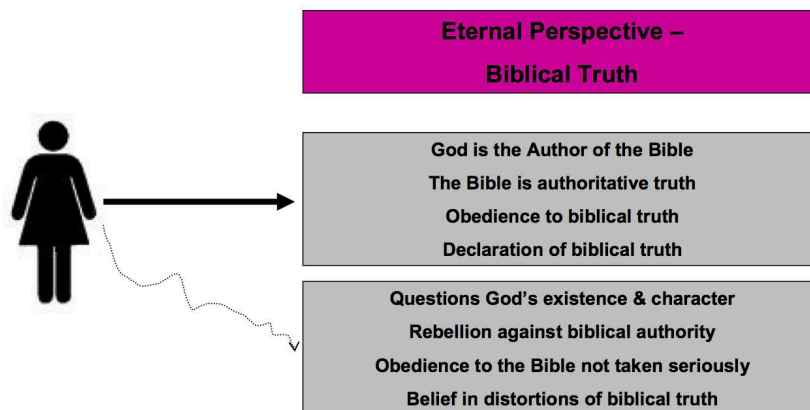 Eternal Perspective –
Biblical Truth
God is the Author of the Bible
The Bible is authoritative truth
Obedience to biblical truth
Declaration of biblical truth
Questions God's existence & character
Rebellion against biblical authority
Obedience to the Bible not taken seriously
Belief in distortions of biblical truth